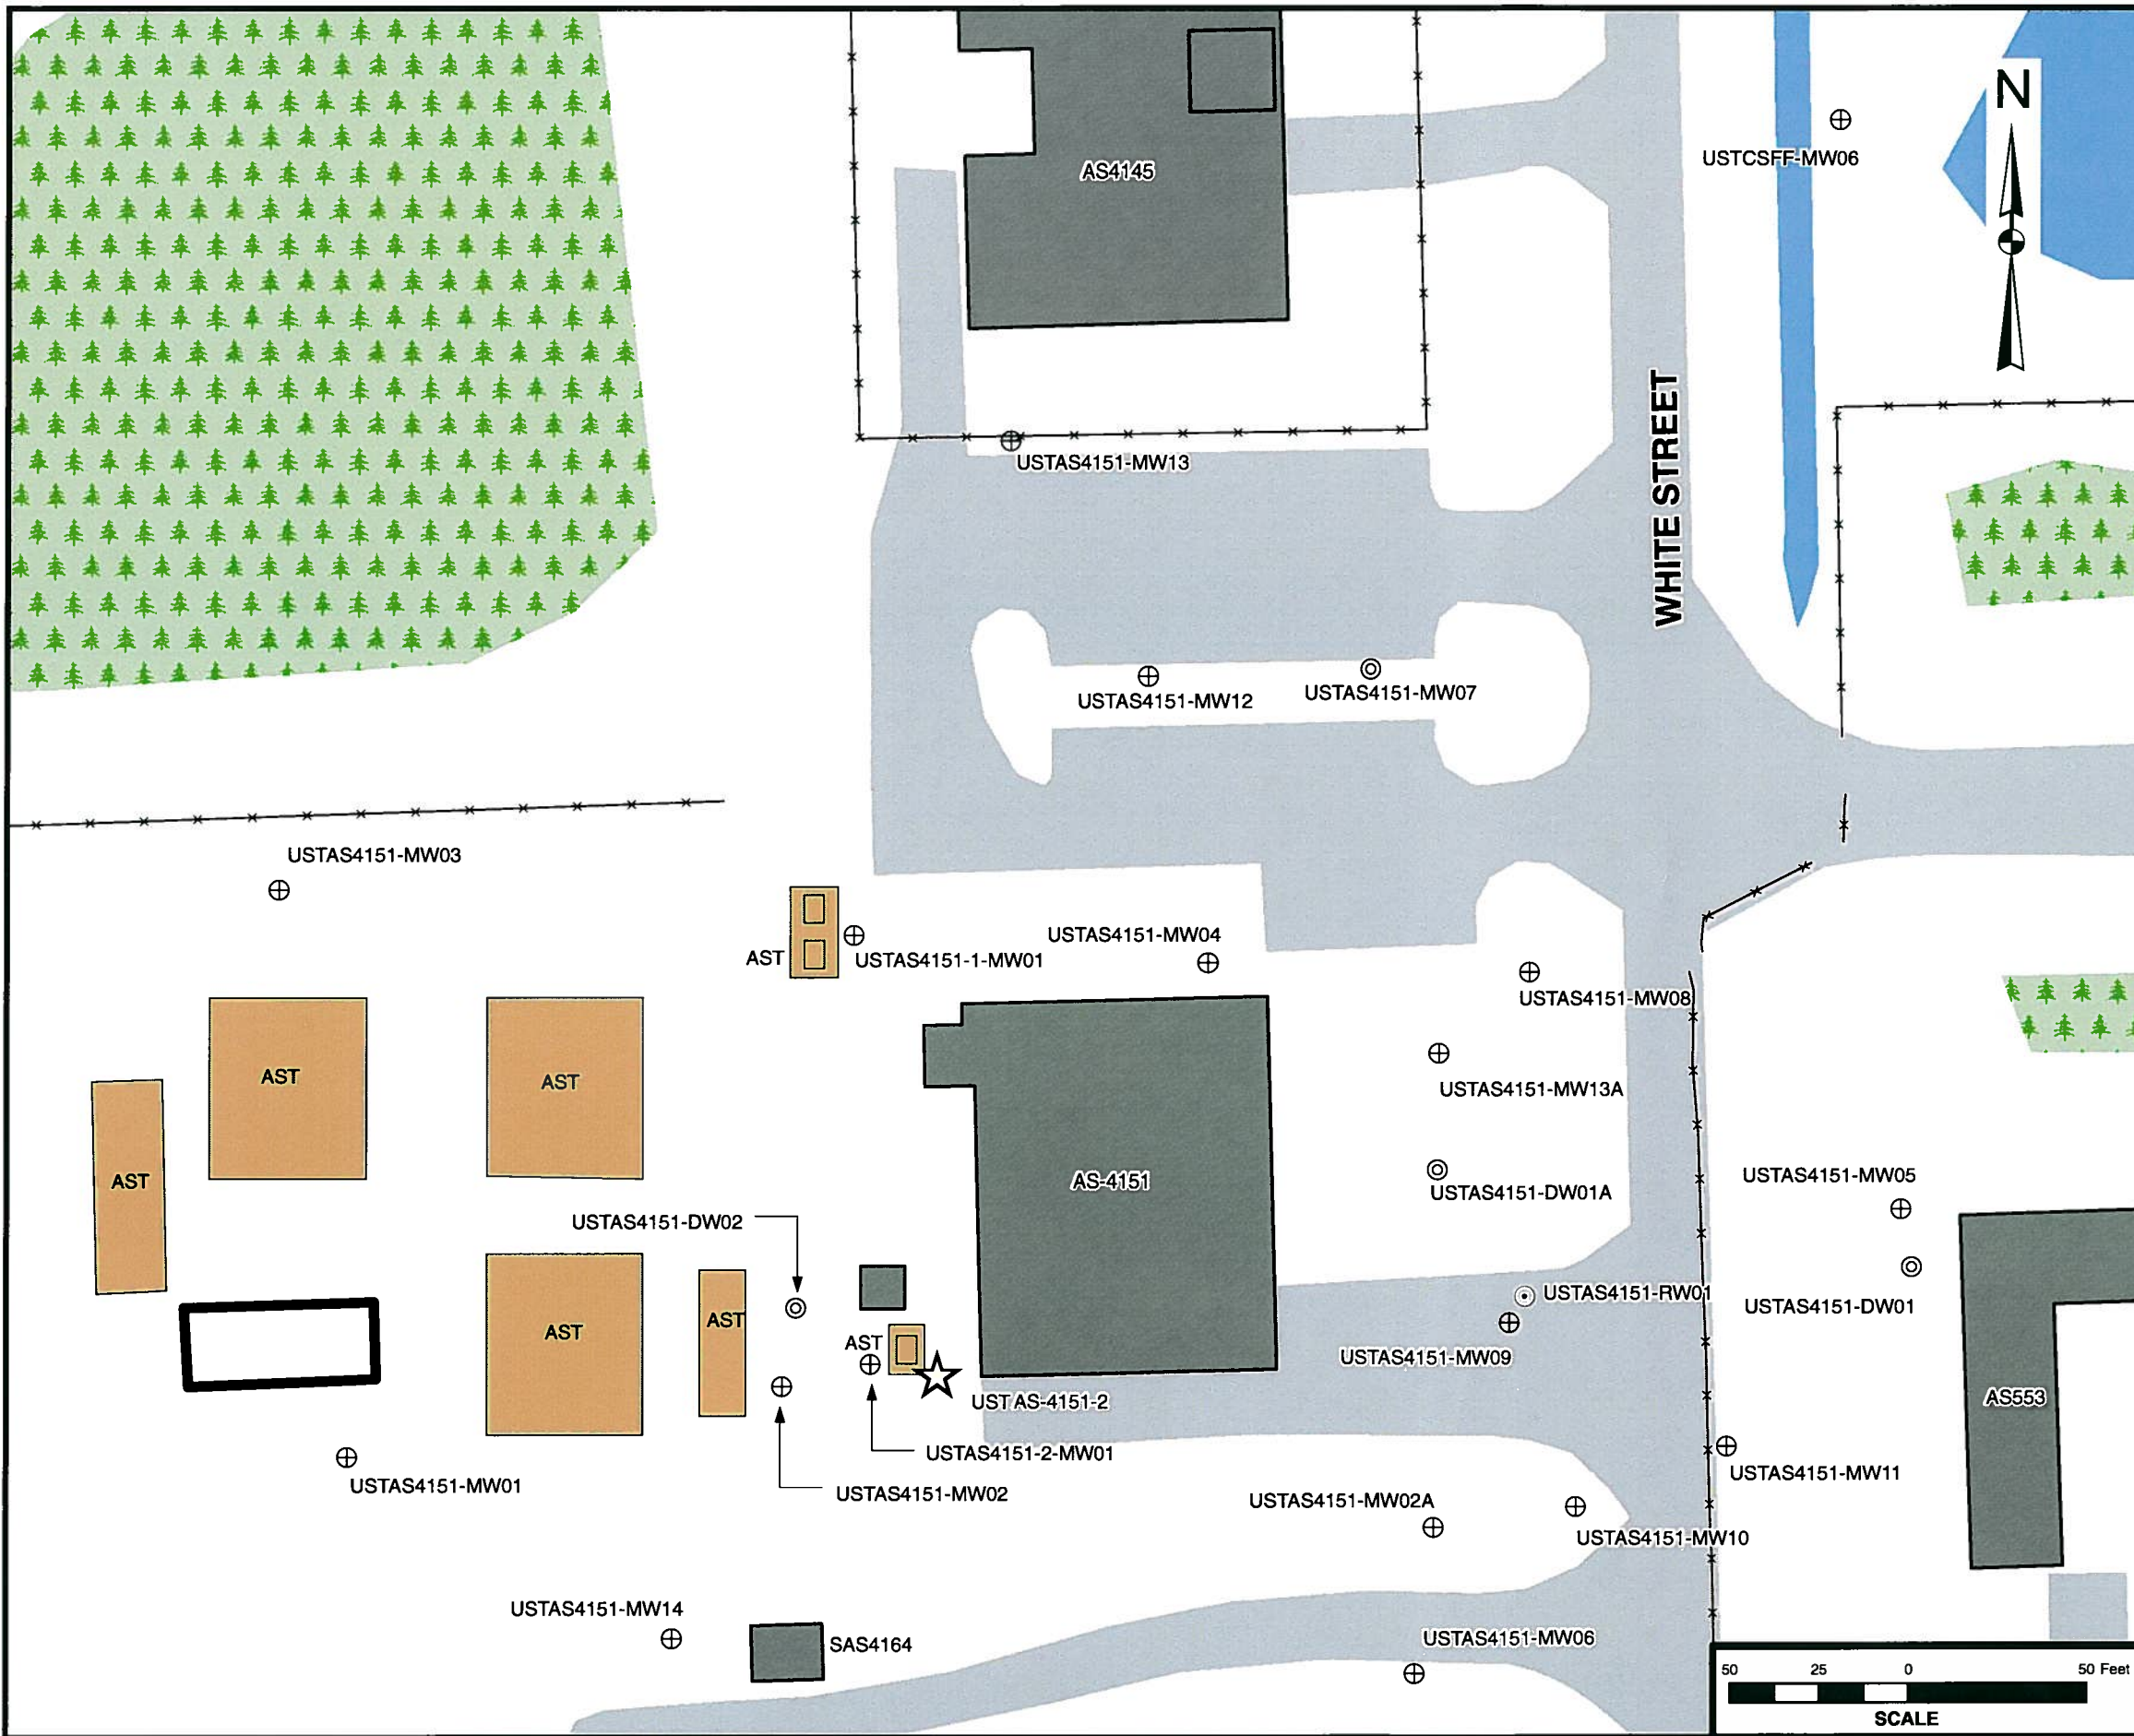 N
AS4145
USTCSFF-MW06
WHITE STREET
USTAS4151-MW13
USTAS4151-MW12
USTAS4151-MW07
USTAS4151-MW03
AST
USTAS4151-1-MW01
USTAS4151-MW04
USTAS4151-MW08
AST
AST
USTAS4151-MW13A
AST
AS-4151
USTAS4151-MW05
USTAS4151-DW01A
USTAS4151-DW02
USTAS4151-RW01
USTAS4151-DW01
AST
AST
AST
USTAS4151-MW09
UST AS-4151-2
AS553
USTAS4151-2-MW01
USTAS4151-MW11
USTAS4151-MW01
USTAS4151-MW02
USTAS4151-MW02A
USTAS4151-MW10
USTAS4151-MW14
SAS4164
USTAS4151-MW06
50 25 0 50 Feet
SCALE